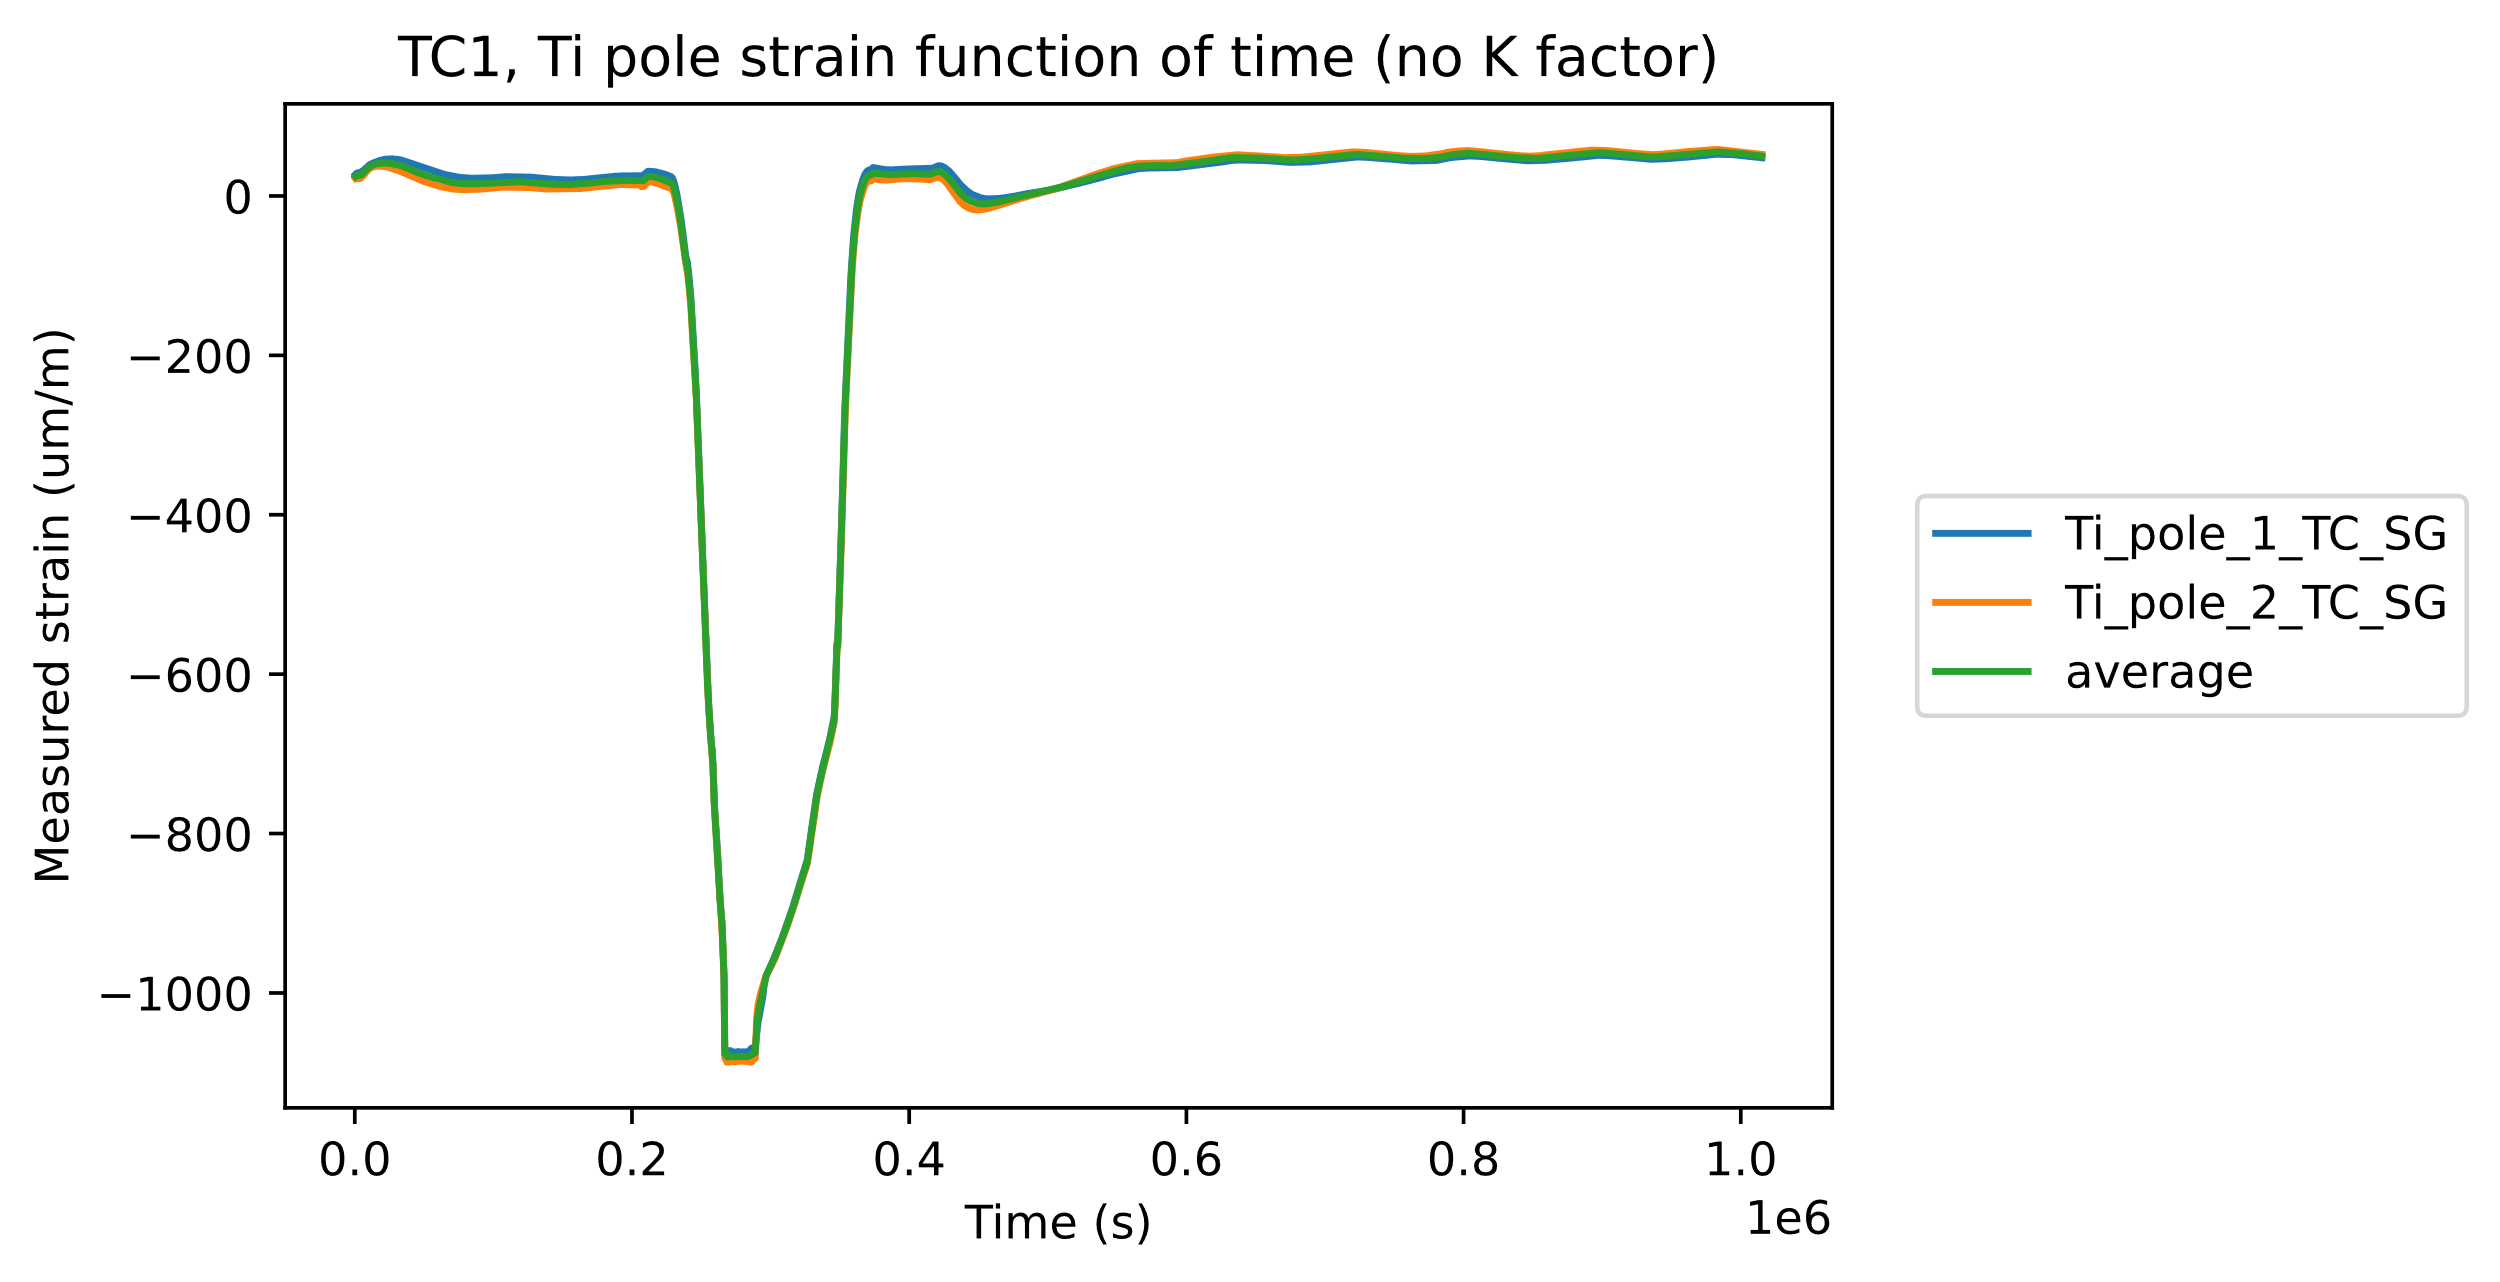 TC1, Ti pole strain function of time (no K factor)
Measured strain (um/m)
0
−200
−400
−600
−800
−1000
0.0 0.2 0.4 0.6 0.8 1.0
1e6
Time (s)
Ti_pole_1_TC_SG
Ti_pole_2_TC_SG
average